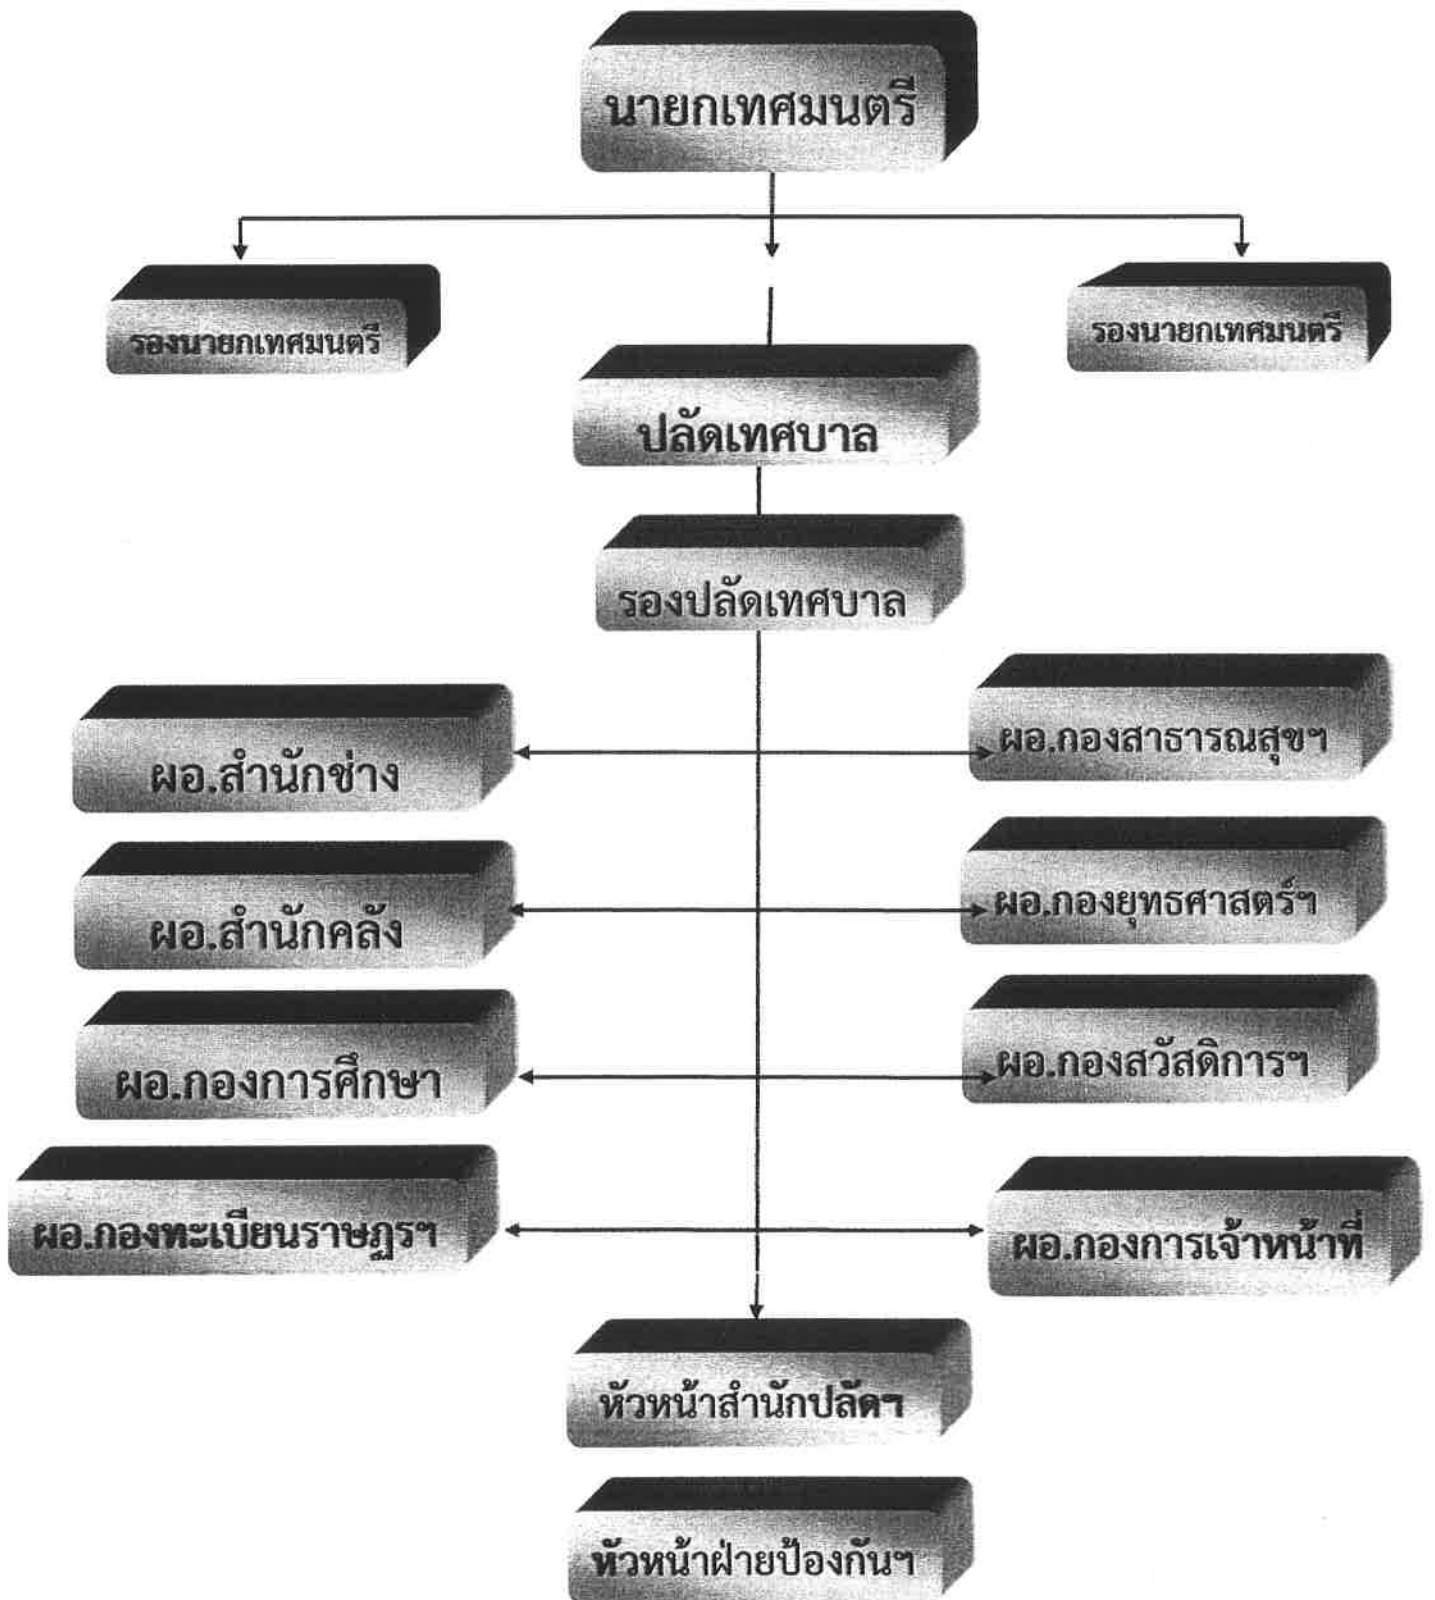 นายกเทศมนตรี
รองนายกเทศมนตรี
รองนายกเทศมนตรี
ปลัดเทศบาล
รองปลัดเทศบาล
ผอ.สำนักช่าง
ผอ.กองสาธารณสุขฯ
ผอ.สำนักคลัง
ผอ.กองยุทธศาสตร์ฯ
ผอ.กองการศึกษา
ผอ.กองสวัสดิการฯ
ผอ.กองทะเบียนราษฎรฯ
ผอ.กองการเจ้าหน้าที่
หัวหน้าสำนักปลัดฯ
หัวหน้าฝ่ายป้องกันฯ